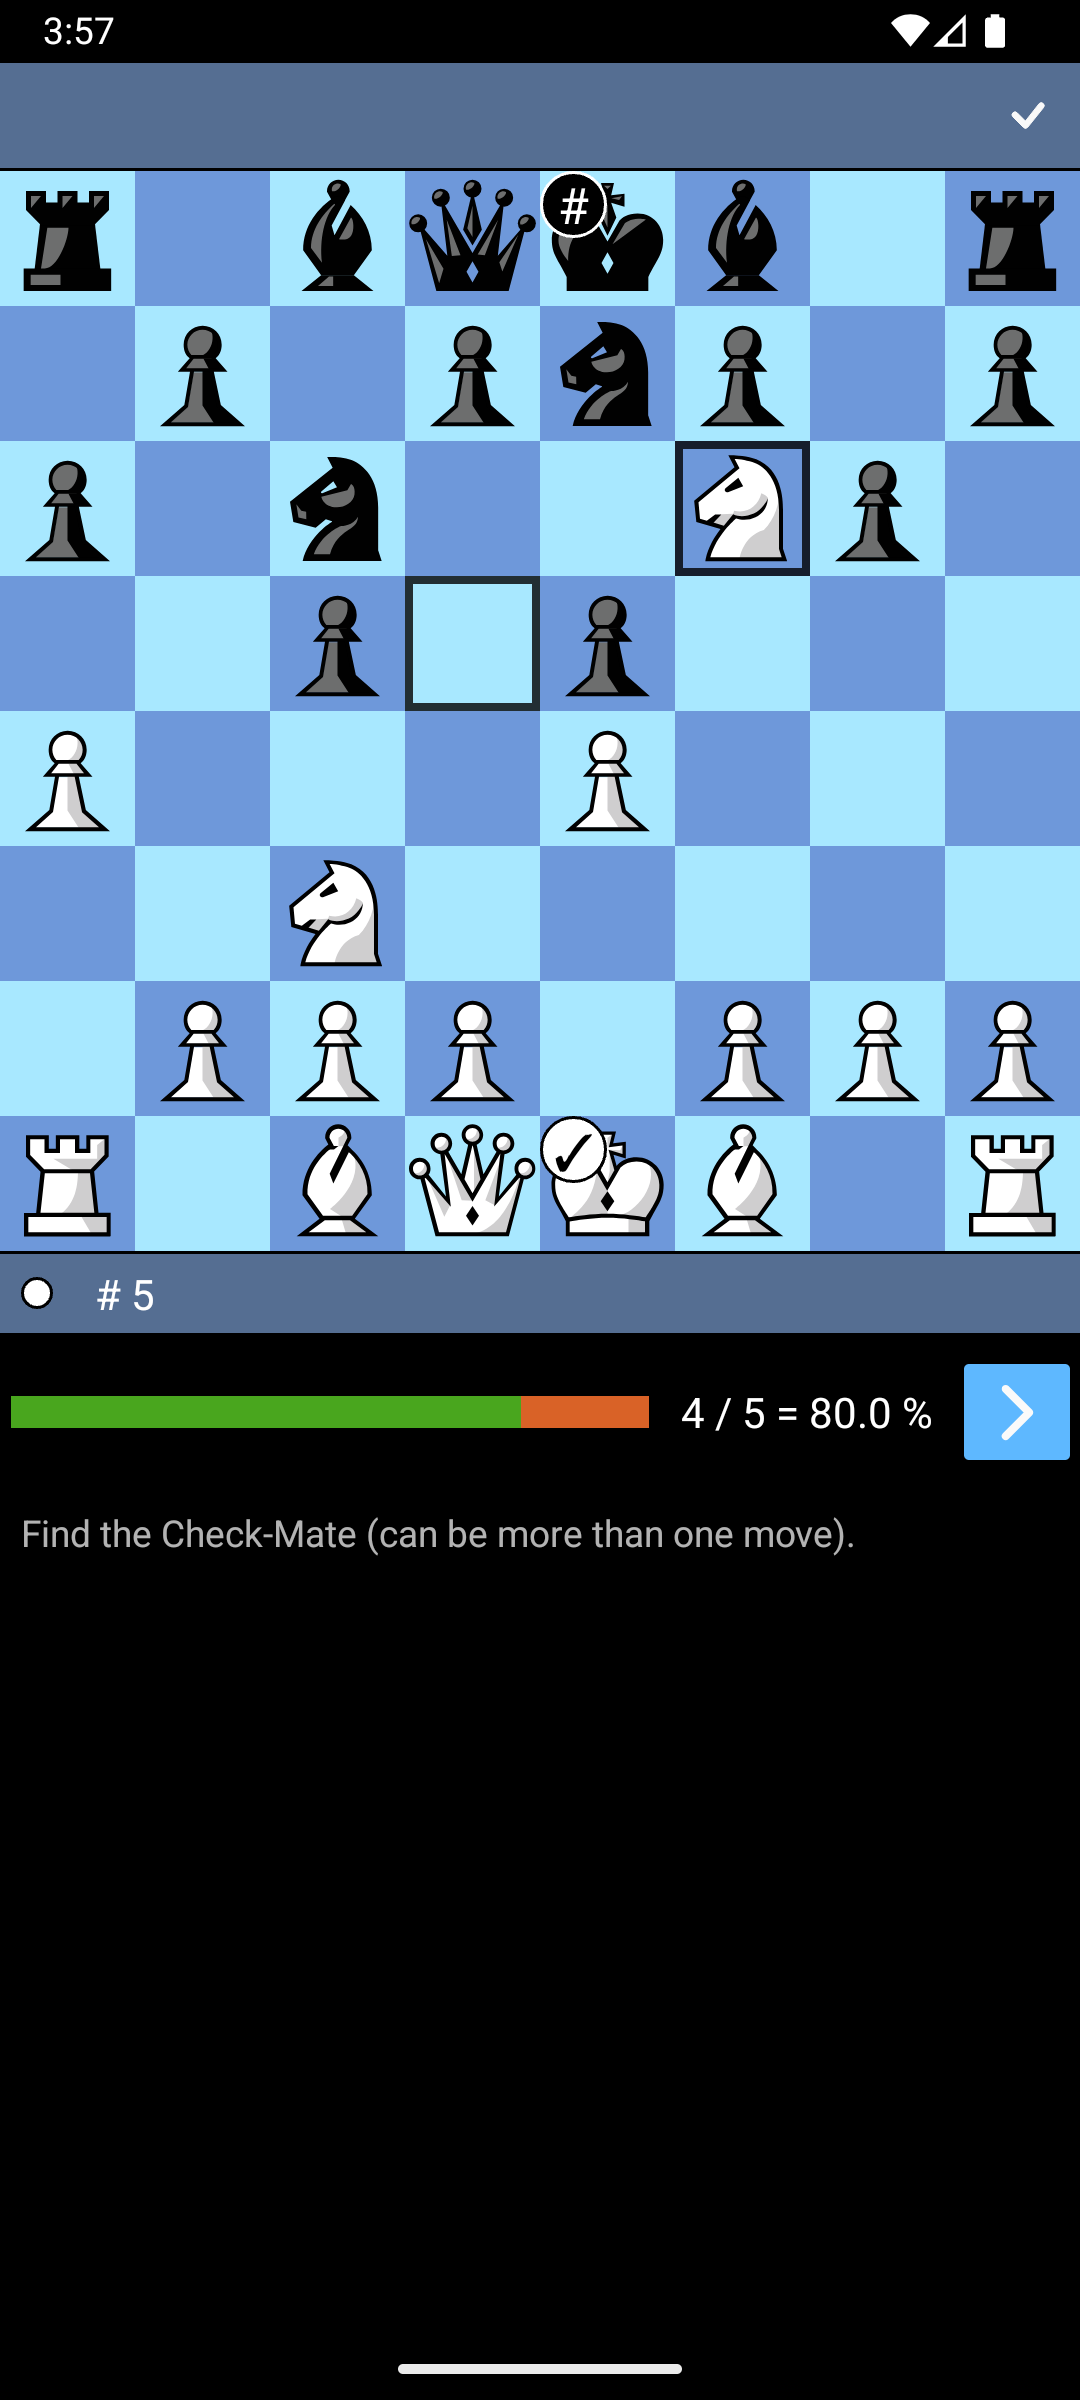 3:57
#
# 5
4 / 5 = 80.0 %
Find the Check-Mate (can be more than one move).